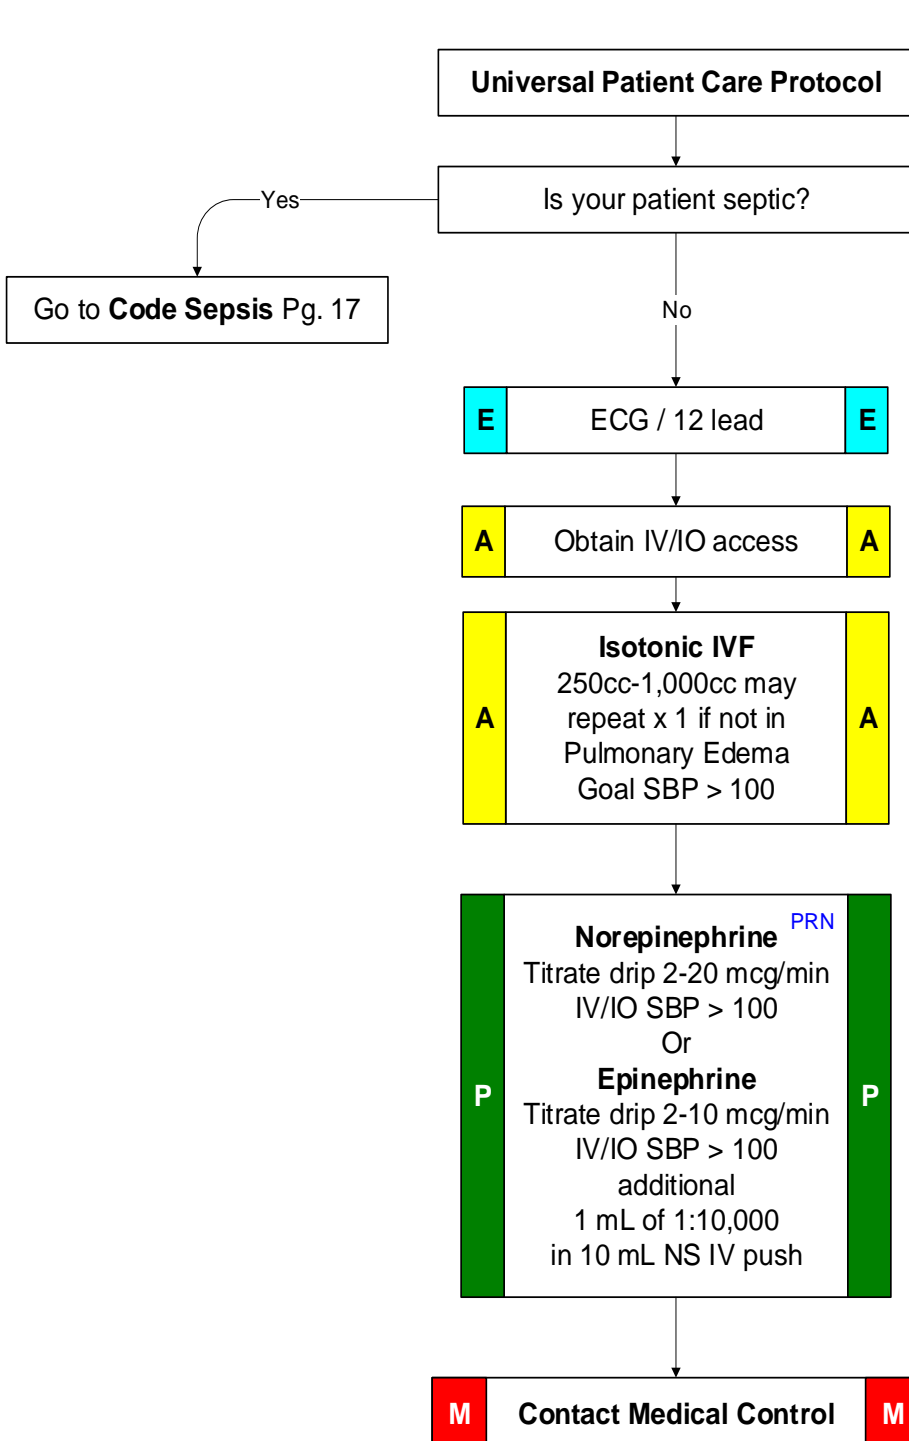 Universal Patient Care Protocol
Is your patient septic?
Yes
Go to Code Sepsis Pg. 17
No
E ECG / 12 lead E
A Obtain IV/IO access A
Isotonic IVF
250cc-1,000cc may
repeat x 1 if not in
A A
Pulmonary Edema
Goal SBP > 100
PRN
Norepinephrine
Titrate drip 2-20 mcg/min
IV/IO SBP > 100
Or
Epinephrine
P P
Titrate drip 2-10 mcg/min
IV/IO SBP > 100
additional
1 mL of 1:10,000
in 10 mL NS IV push
M Contact Medical Control M